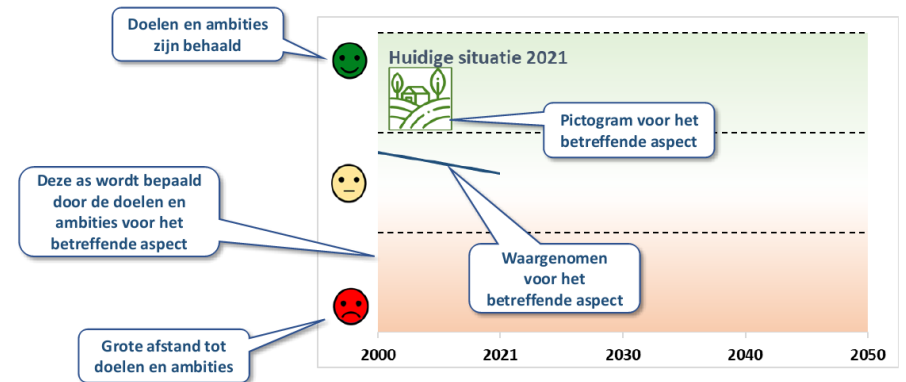 Doelen en ambities
zijn behaald
Huidige situatie 2021
Pictogram voor het
betreffende aspect
Deze as wordt bepaald
door de doelen en
ambities voor het
betreffende aspect
Waargenomen
voor het
betreffende aspect
Grote afstand tot
doelen en ambities
2000 2021 2030 2040 2050